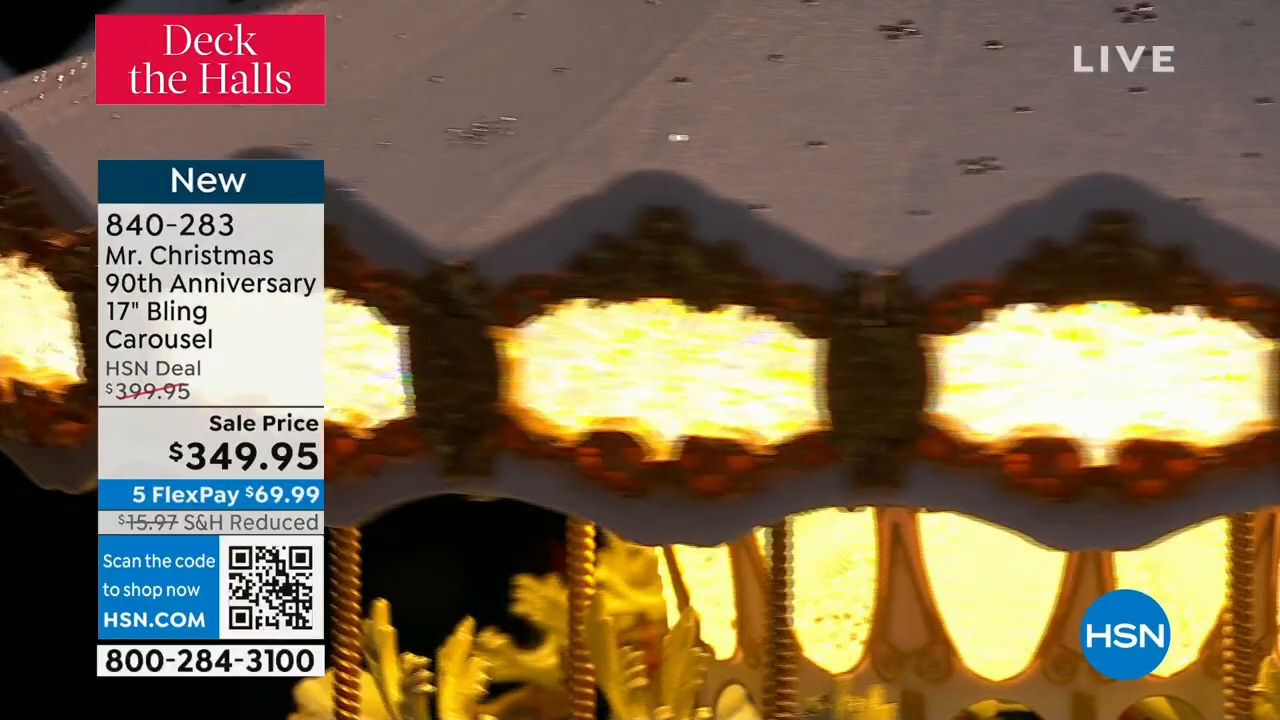 Deck
the Halls
LIVE
New
840-283
Mr. Christmas
90th Anniversary
17" Bling
Carousel
HSN Deal
$399.95
Sale Price
$349.95
5 FlexPay $69.99
$15.97 S&H Reduced
Scan the code
to shop now
HSN.COM
800-284-3100
HSN